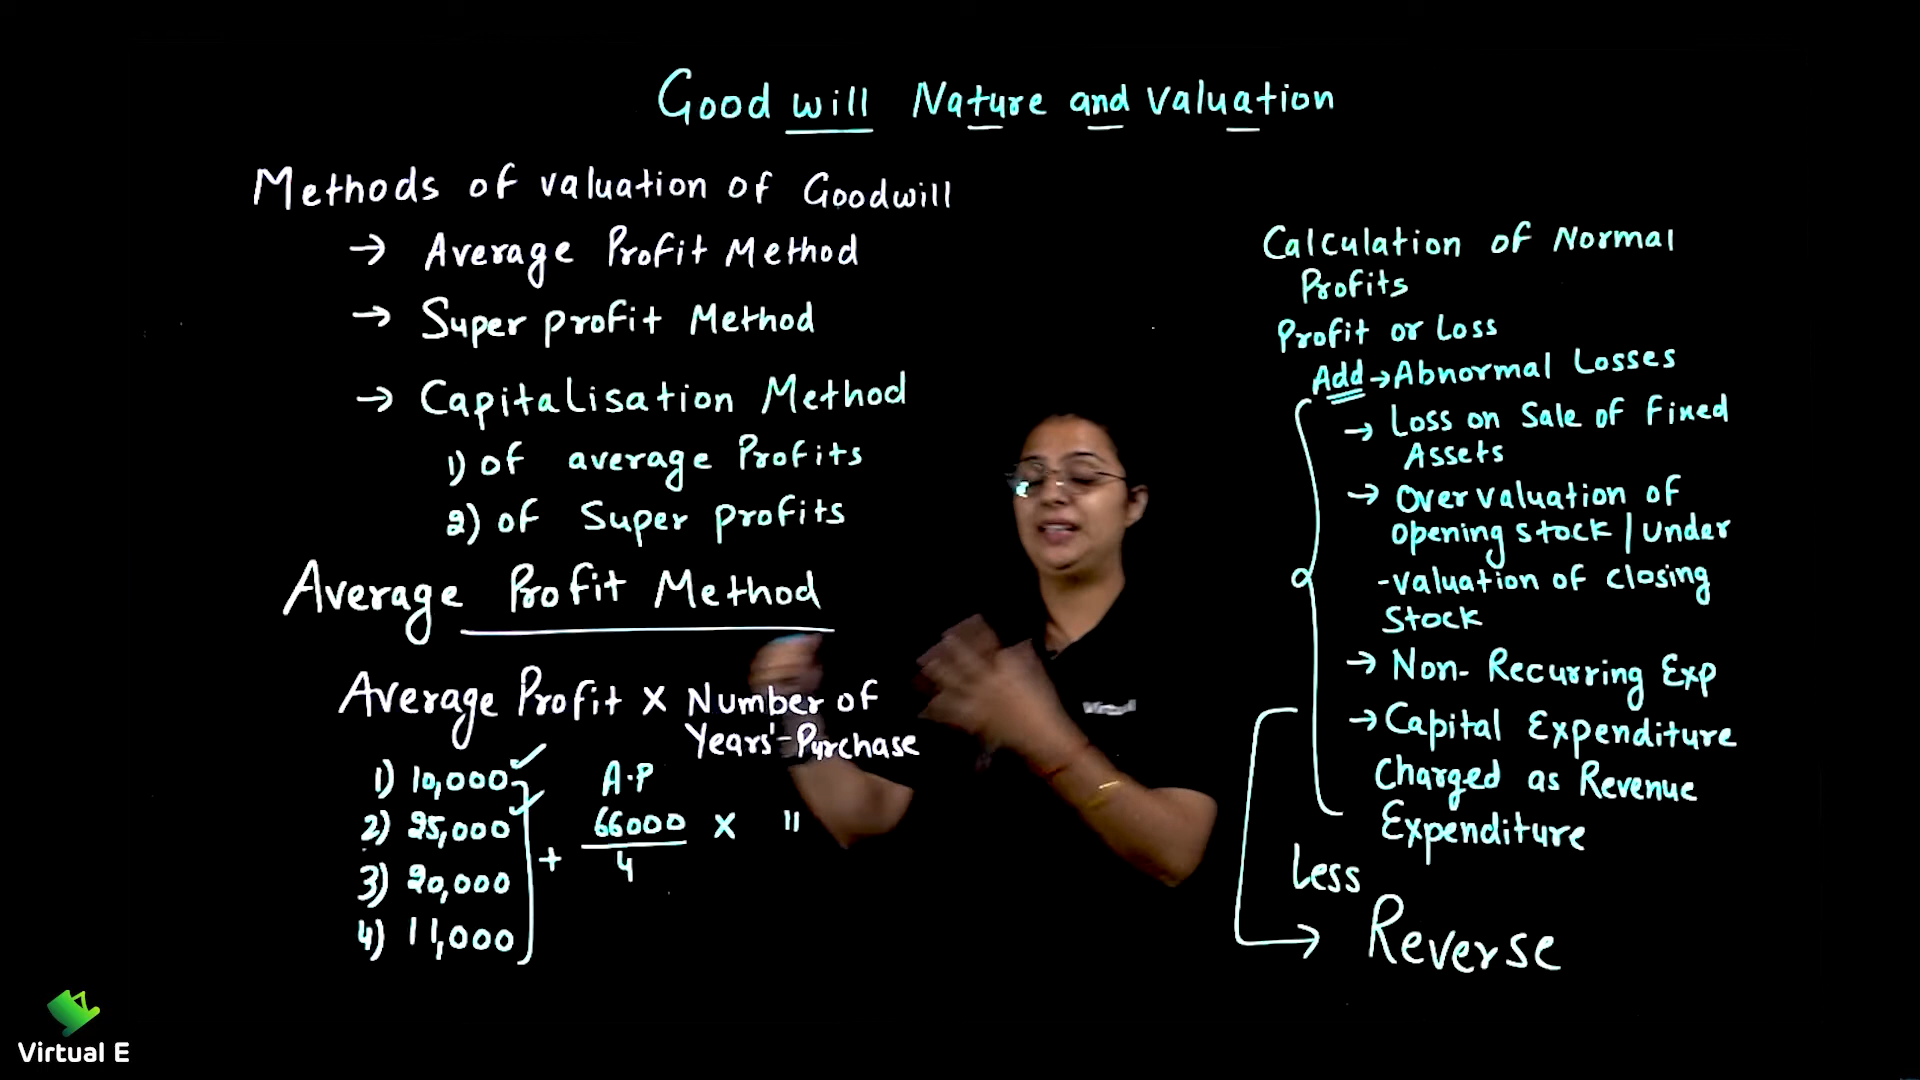 Good will Nature and Valuation
Methods of valuation of Goodwill
→ Average Profit Method
→ Super profit Method
→ Capitalisation Method
1) of average Profits
2) of Super profits
Average Profit Method
Average Profit x Number of
Years'-Purchase
1) 10,000
2) 25,000
3) 20,000
4) 11,000
+
A.P
66000 x "
4
Calculation of Normal
Profits
Profit or Loss
Add → Abnormal Losses
→ Loss on Sale of Fixed
Assets
→ Over valuation of
opening stock / Under
-valuation of closing
Stock
→ Non-Recurring Exp
→ Capital Expenditure
Charged as Revenue
Expenditure
Less
→ Reverse
Virtual
Virtual E